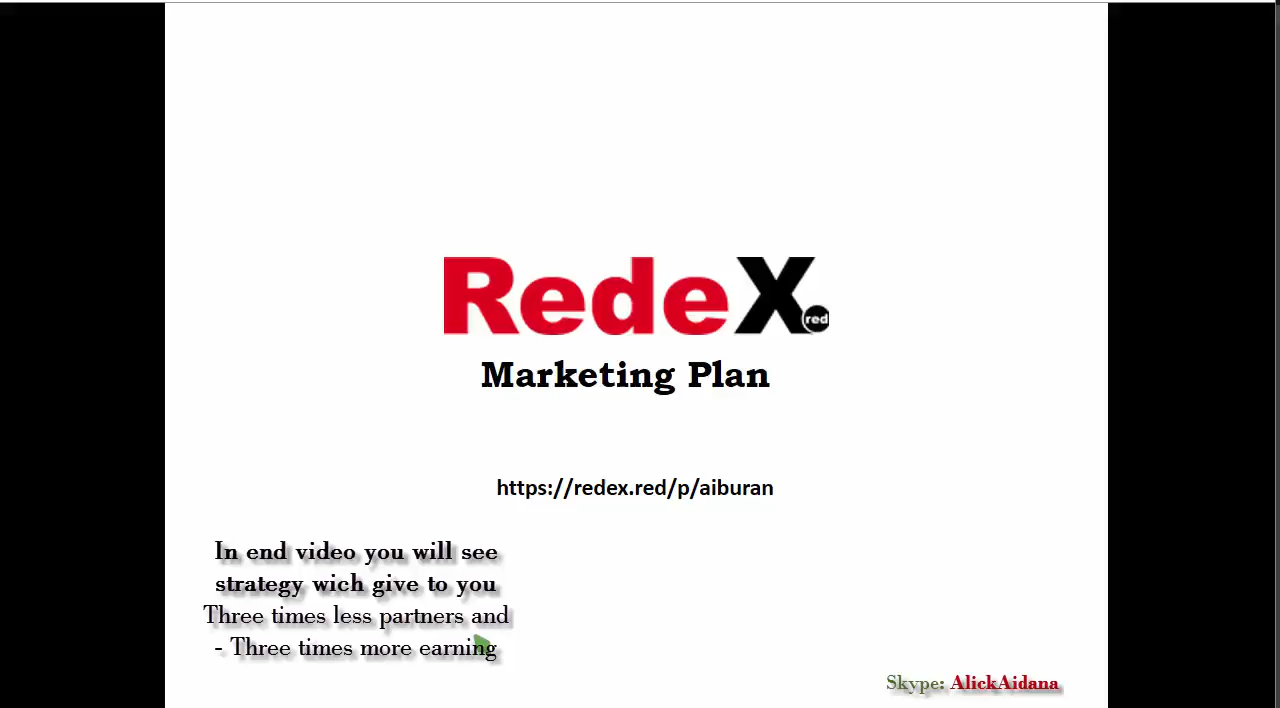 RedeX
red
Marketing Plan
https://redex.red/p/aiburan
In end video you will see
strategy wich give to you
Three times less partners and
- Three times more earning
Skype: AlickAidana